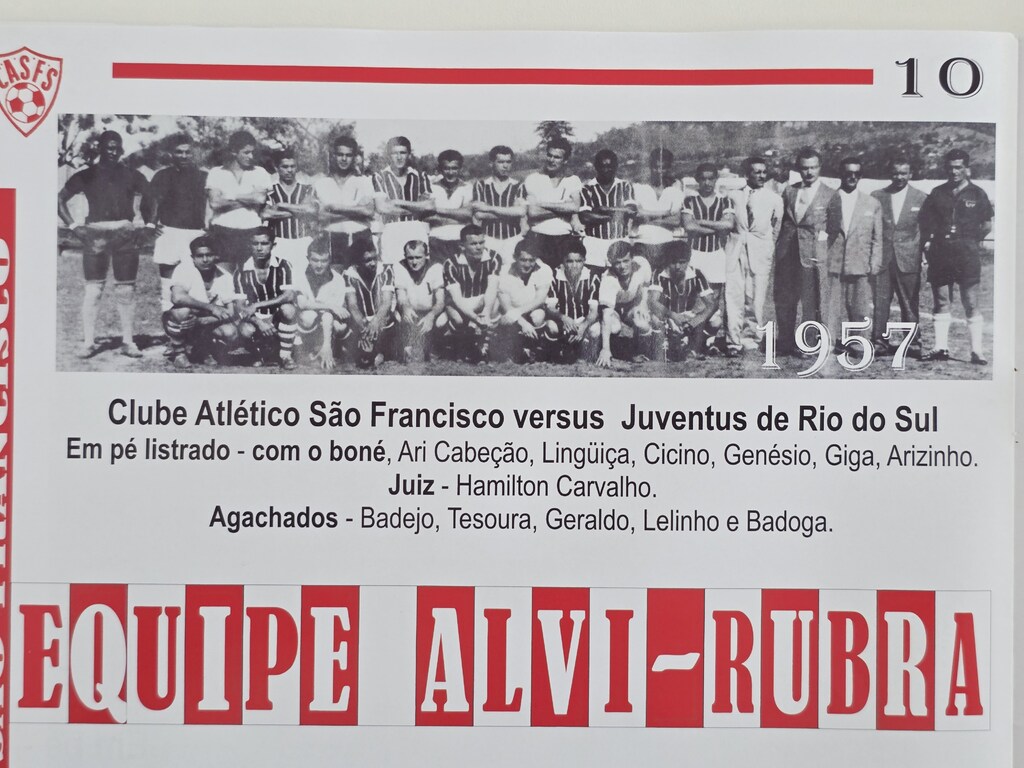 CASFS
10
1957
Clube Atlético São Francisco versus Juventus de Rio do Sul
Em pé listrado - com o boné, Ari Cabeção, Lingüiça, Cicino, Genésio, Giga, Arizinho.
Juiz - Hamilton Carvalho.
Agachados - Badejo, Tesoura, Geraldo, Lelinho e Badoga.
EQUIPE ALVI-RUBRA